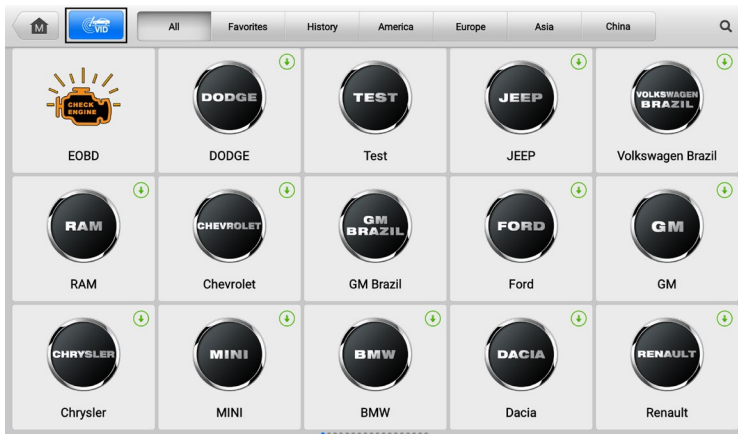 M
VID
All
Favorites
History
America
Europe
Asia
China
CHECK
ENGINE
EOBD
DODGE
DODGE
TEST
Test
JEEP
JEEP
VOLKSWAGEN
BRAZIL
Volkswagen Brazil
RAM
RAM
CHEVROLET
Chevrolet
GM
BRAZIL
GM Brazil
FORD
Ford
GM
GM
CHRYSLER
Chrysler
MINI
MINI
BMW
BMW
DACIA
Dacia
RENAULT
Renault